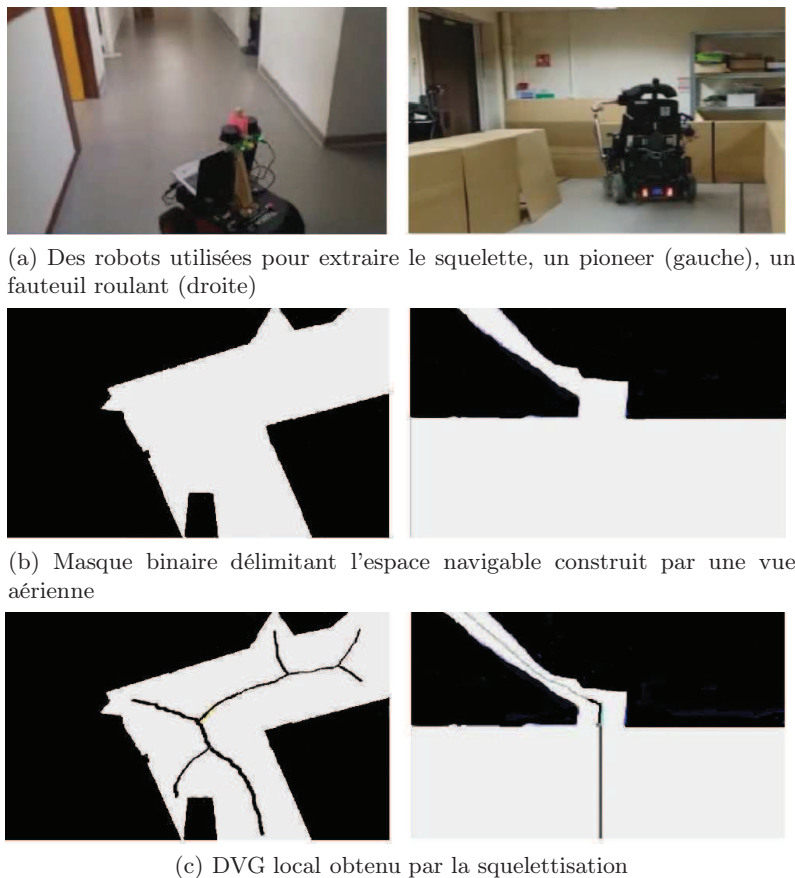 (a) Des robots utilisées pour extraire le squelette, un pioneer (gauche), un
fauteuil roulant (droite)
(b) Masque binaire délimitant l'espace navigable construit par une vue
aérienne
(c) DVG local obtenu par la squelettisation